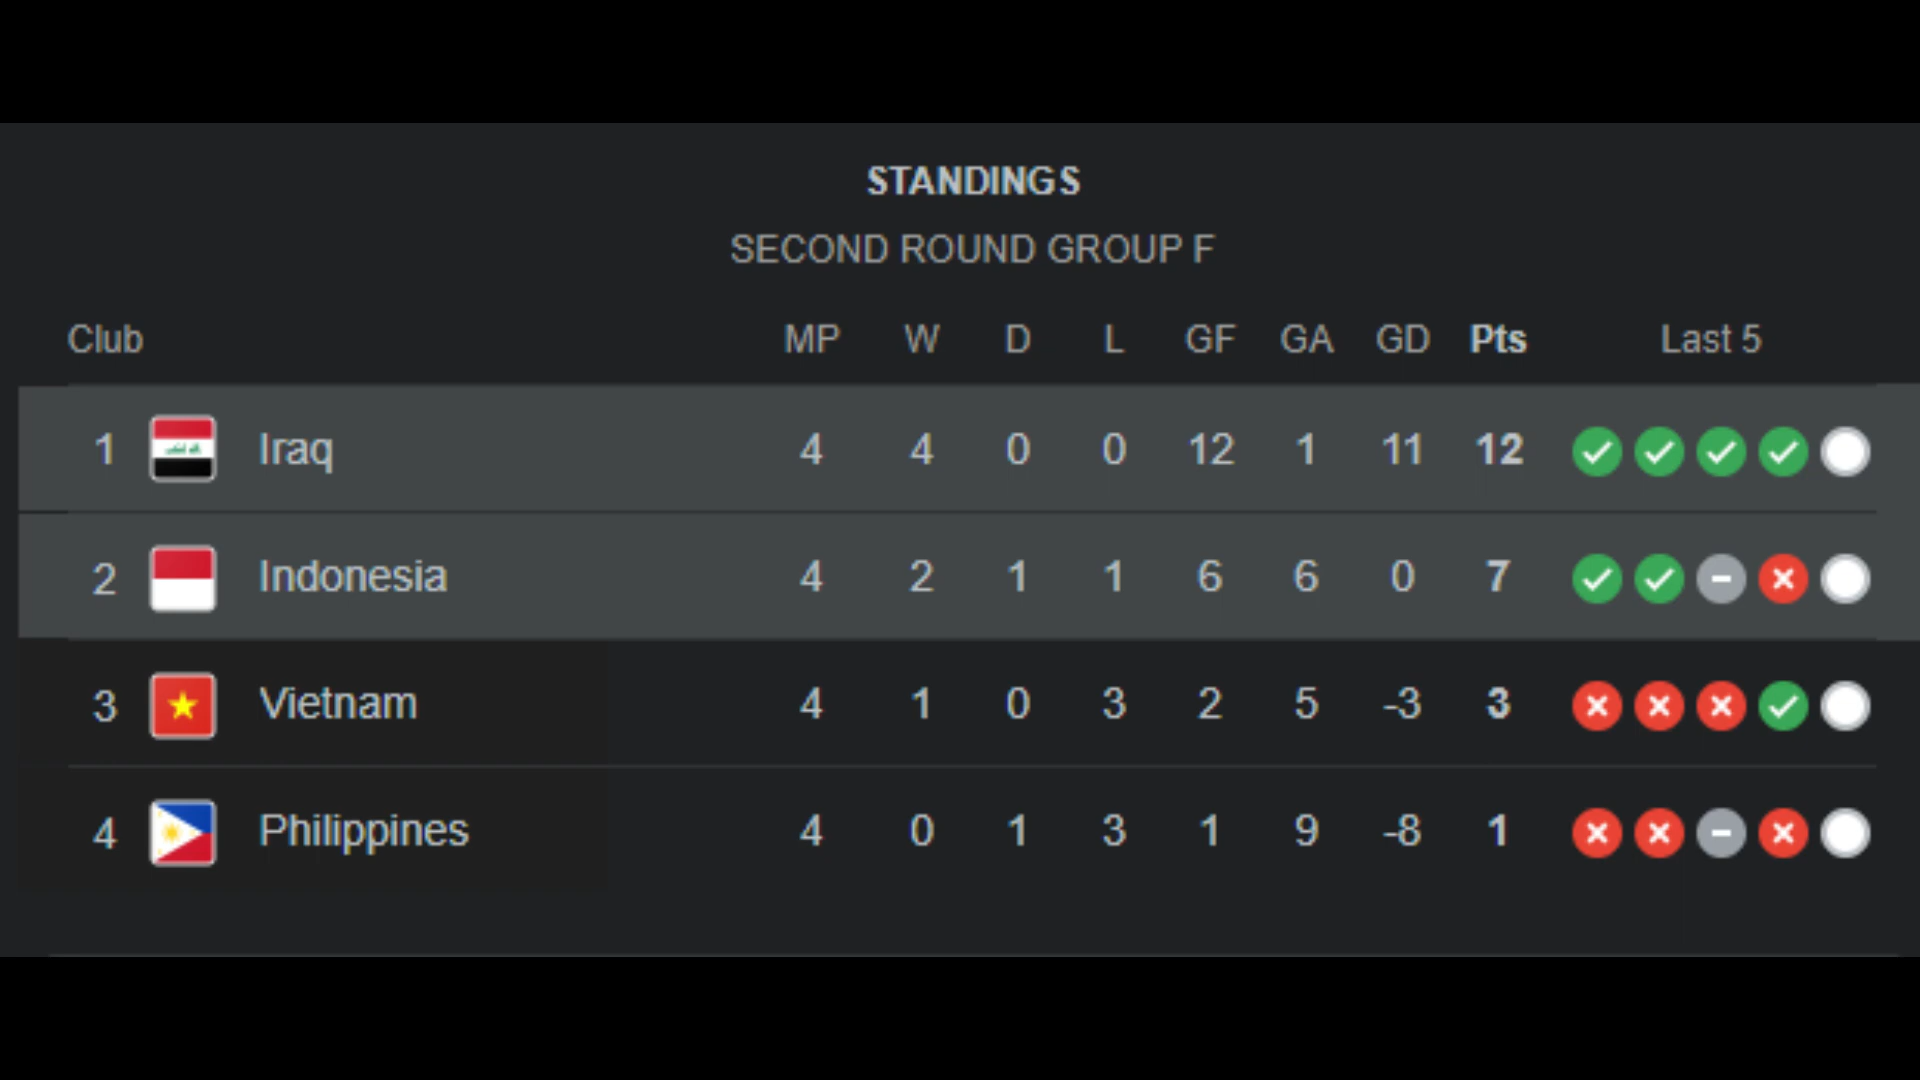 STANDINGS
SECOND ROUND GROUP F
Club MP W D L GF GA GD Pts Last 5
1 Iraq 4 4 0 0 12 1 11 12
2 Indonesia 4 2 1 1 6 6 0 7
3 Vietnam 4 1 0 3 2 5 -3 3
4 Philippines 4 0 1 3 1 9 -8 1